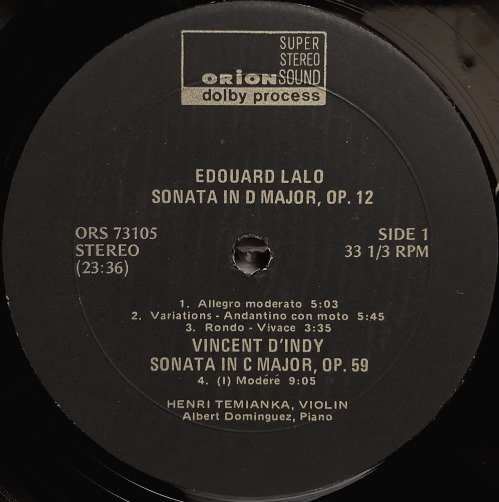 SUPER
STEREO
ORION SOUND
dolby process
EDOUARD LALO
SONATA IN D MAJOR, OP. 12
ORS 73105
STEREO
(23:36)
SIDE 1
33 1/3 RPM
1. Allegro moderato 5:03
2. Variations - Andantino con moto 5:45
3. Rondo - Vivace 3:35
VINCENT D'INDY
SONATA IN C MAJOR, OP. 59
4. (I) Modéré 9:05
HENRI TEMIANKA, VIOLIN
Albert Dominguez, Piano